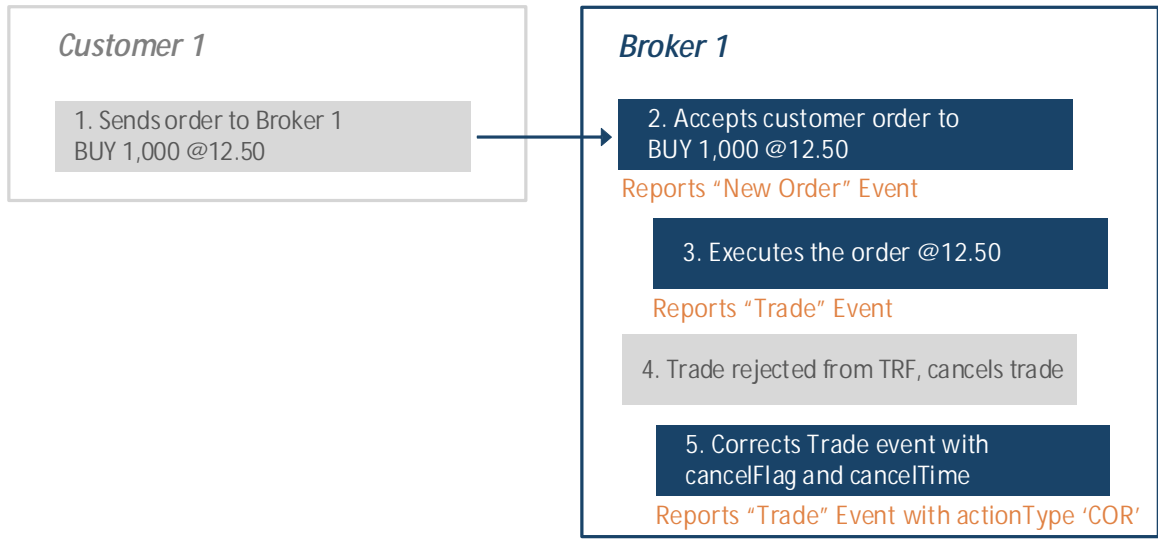 Customer 1
1. Sends order to Broker 1
BUY 1,000 @12.50
Broker 1
2. Accepts customer order to
BUY 1,000 @12.50
Reports “New Order” Event
3. Executes the order @12.50
Reports “Trade” Event
4. Trade rejected from TRF, cancels trade
5. Corrects Trade event with
cancelFlag and cancelTime
Reports “Trade” Event with actionType ‘COR’